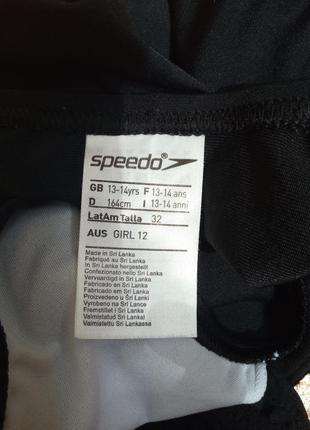 speedo®
GB 13-14yrs F 13-14 ans
D 164cm I 13-14 anni
LatAm Talla 32
AUS GIRL 12
Made in Sri Lanka
Fabriqué au Sri Lanka
In Sri Lanka hergestellt
Confezionato nello Sri Lanka
Vervaardigd in Sri Lanka
Fabricado en Sri Lanka
Fabricado em Sri Lanka
Proizvedeno u Šri Lanki
Vyrobeno na Srí Lance
Fremstillet i Sri Lanka
Valmistatud Sri Lankal
Valmistettu Sri Lankassa